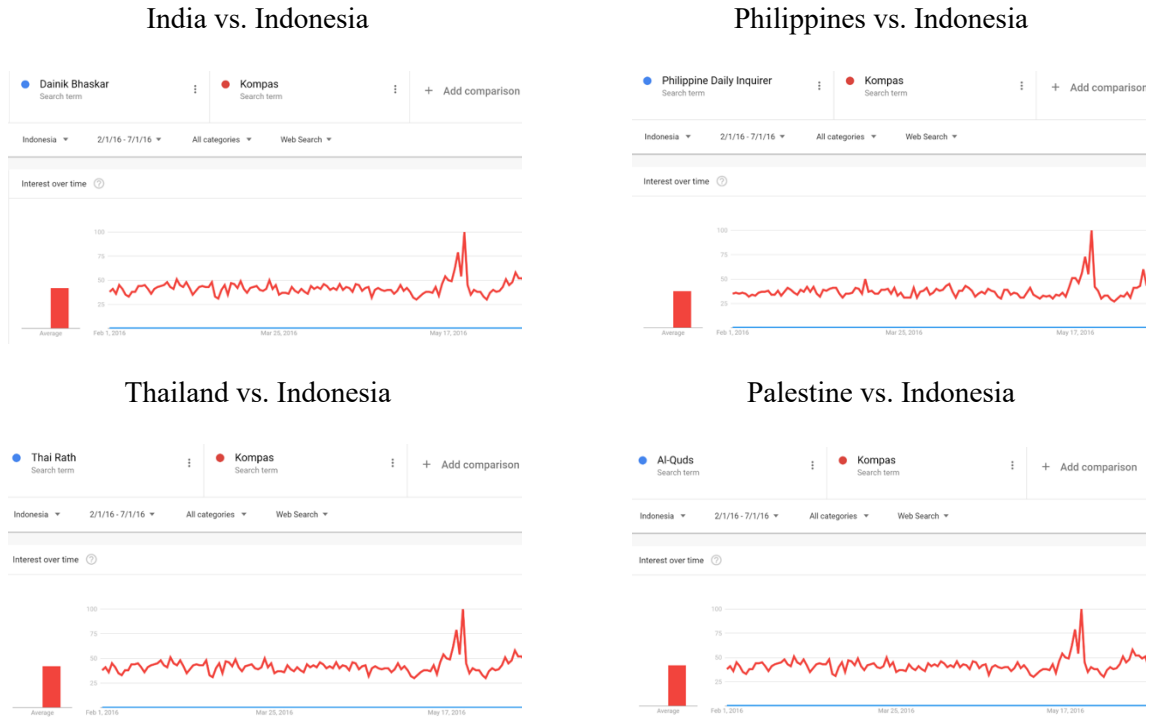 India vs. Indonesia
Dainik Bhaskar
Search term
Kompas
Search term
+ Add comparison
Indonesia
2/1/16 - 7/1/16
All categories
Web Search
Interest over time ?
100
75
50
25
Average
Feb 1, 2016
Mar 25, 2016
May 17, 2016
Philippines vs. Indonesia
Philippine Daily Inquirer
Search term
Kompas
Search term
+ Add comparison
Indonesia
2/1/16 - 7/1/16
All categories
Web Search
Interest over time ?
100
75
50
25
Average
Feb 1, 2016
Mar 25, 2016
May 17, 2016
Thailand vs. Indonesia
Thai Rath
Search term
Kompas
Search term
+ Add comparison
Indonesia
2/1/16 - 7/1/16
All categories
Web Search
Interest over time ?
100
75
50
25
Average
Feb 1, 2016
Mar 25, 2016
May 17, 2016
Palestine vs. Indonesia
Al-Quds
Search term
Kompas
Search term
+ Add comparison
Indonesia
2/1/16 - 7/1/16
All categories
Web Search
Interest over time ?
100
75
50
25
Average
Feb 1, 2016
Mar 25, 2016
May 17, 2016